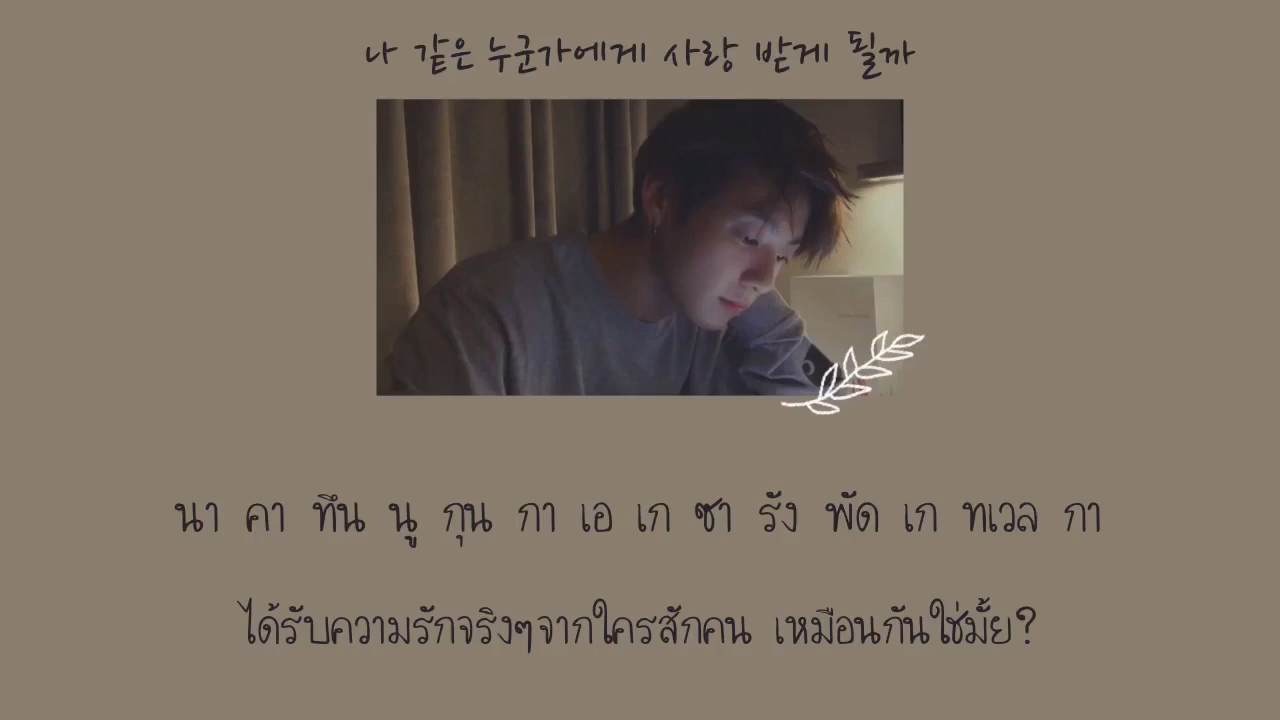 나 같은 누군가에게 사랑 받게 될까
นา คา ทึน นู กุน กา เอ เก ซา รัง พัด เก ทเวล กา
ได้รับความรักจริงๆจากใครสักคน เหมือนกันใช่มั้ย?